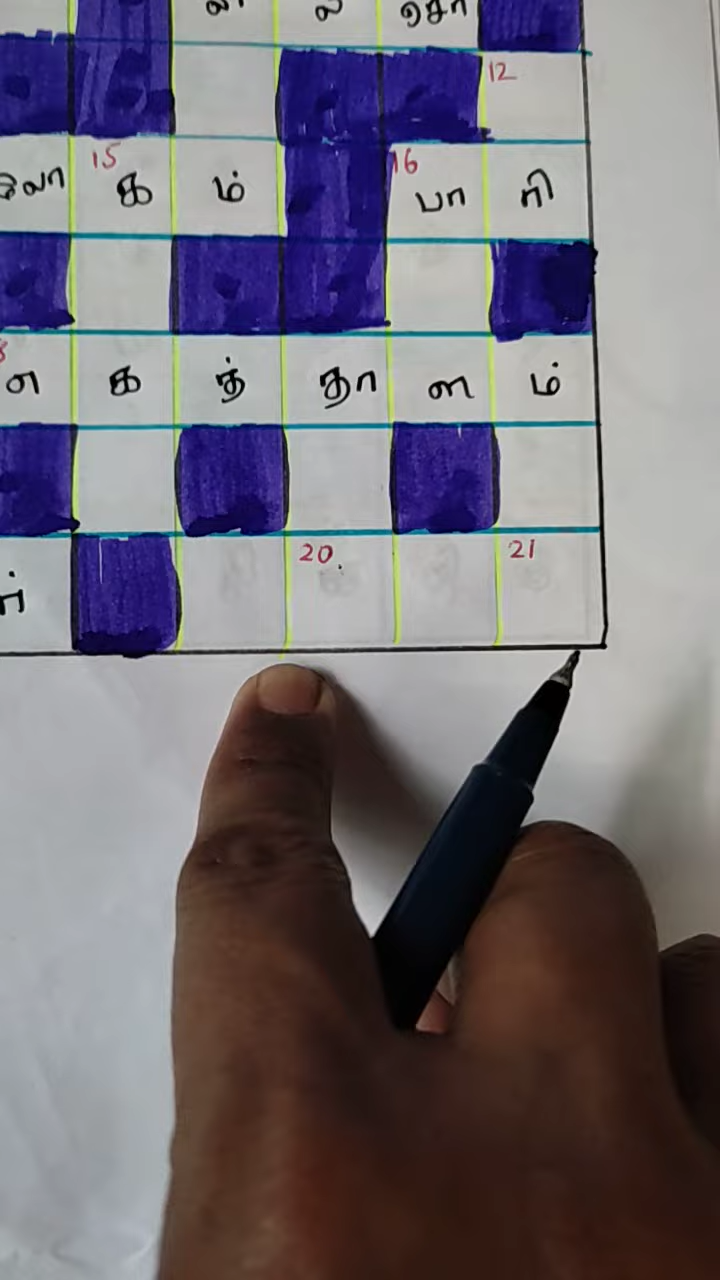 12
லோ 15 க ம் 16 பா ரி
ள க த் தா ள ம்
20. 21